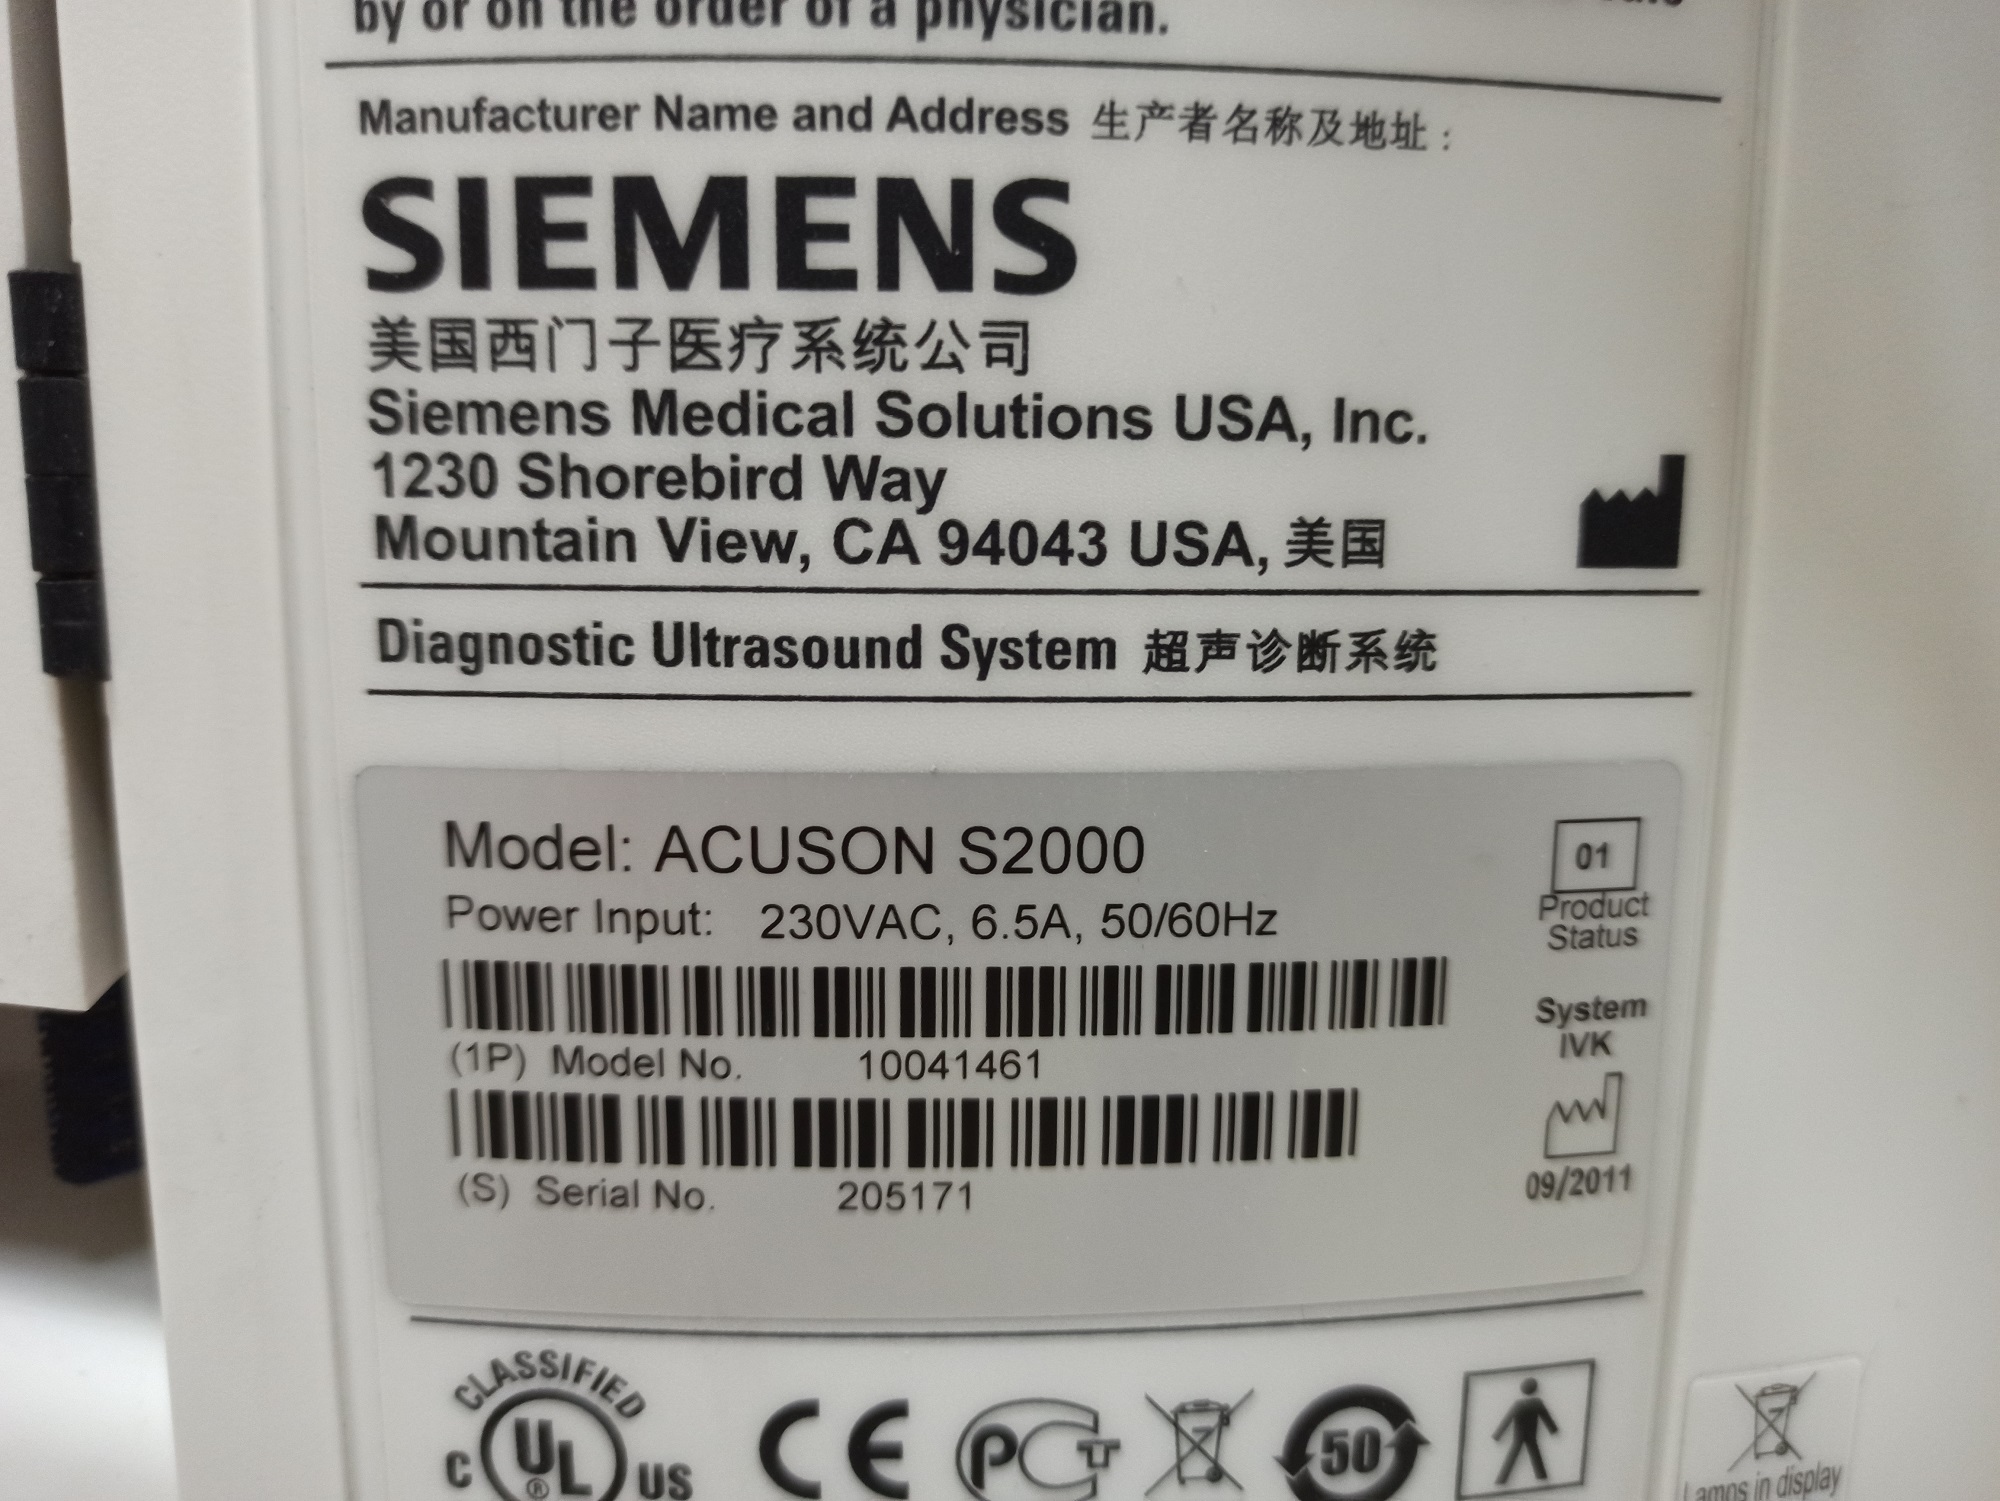 by or on the order of a physician.
Manufacturer Name and Address 生产者名称及地址：
SIEMENS
美国西门子医疗系统公司
Siemens Medical Solutions USA, Inc.
1230 Shorebird Way
Mountain View, CA 94043 USA, 美国
Diagnostic Ultrasound System 超声诊断系统
Model: ACUSON S2000
Power Input: 230VAC, 6.5A, 50/60Hz
(1P) Model No. 10041461
(S) Serial No. 205171
01
Product
Status
System
IVK
09/2011
CLASSIFIED
C UL ® US
CE
PCT
50
Lamps in display